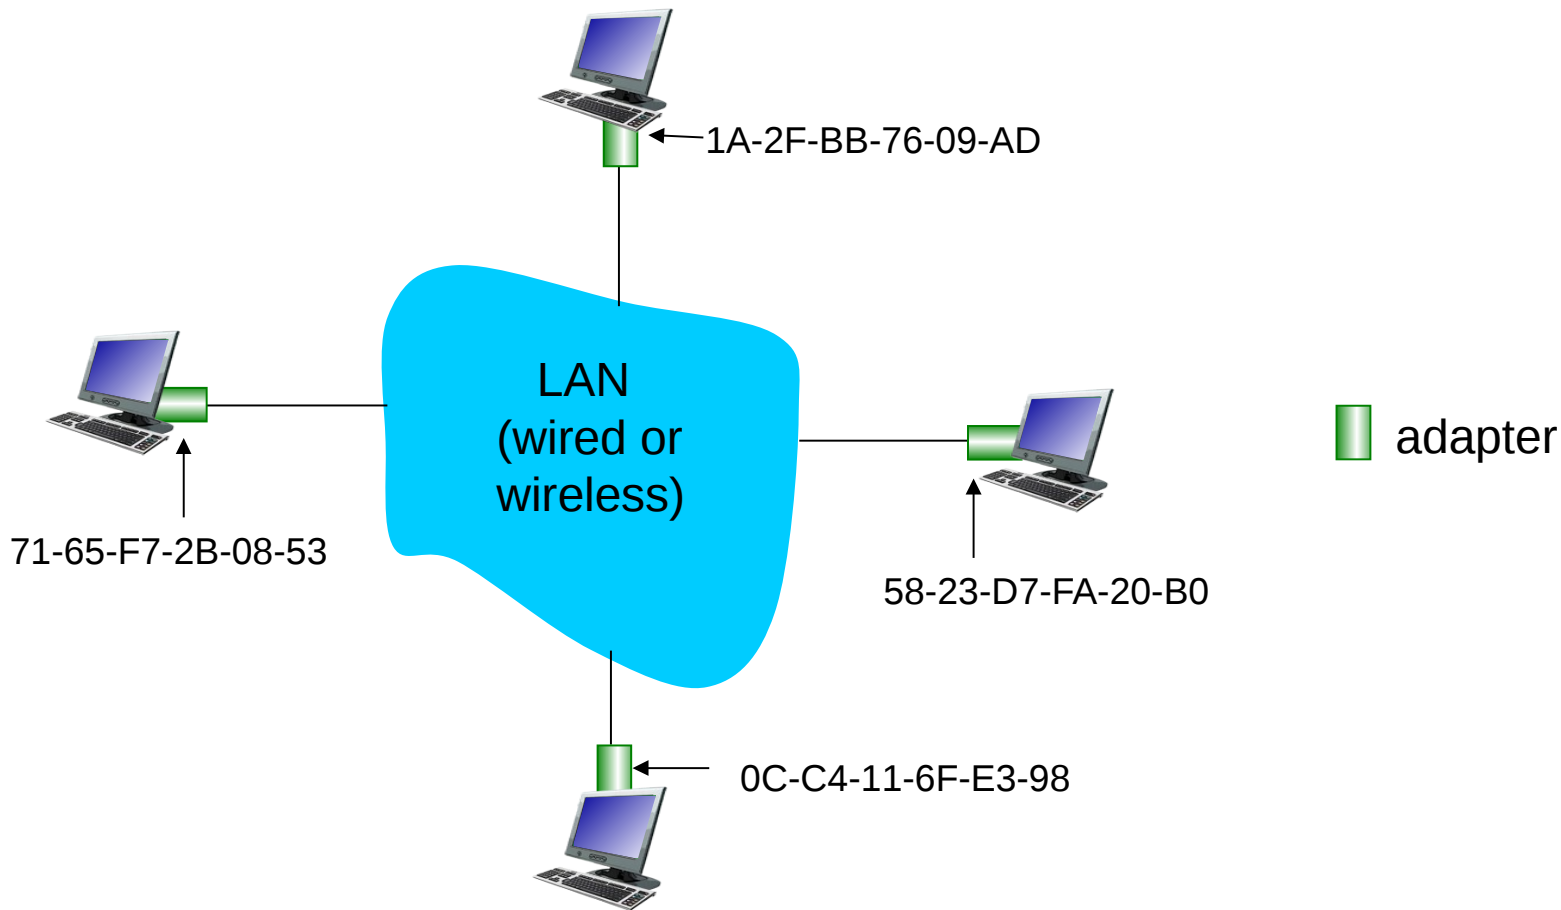 1A-2F-BB-76-09-AD
LAN
(wired or
wireless)
adapter
71-65-F7-2B-08-53
58-23-D7-FA-20-B0
0C-C4-11-6F-E3-98